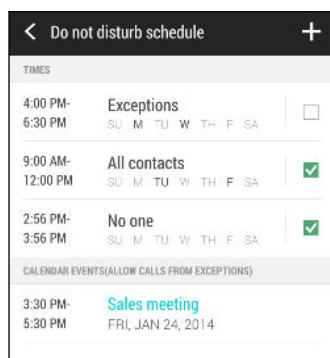 Do not disturb schedule
TIMES
4:00 PM- Exceptions
6:30 PM SU M TU W TH F SA
9:00 AM- All contacts
12:00 PM SU M TU W TH F SA
2:56 PM- No one
3:56 PM SU M TU W TH F SA
CALENDAR EVENTS(ALLOW CALLS FROM EXCEPTIONS)
3:30 PM- Sales meeting
5:30 PM FRI, JAN 24, 2014